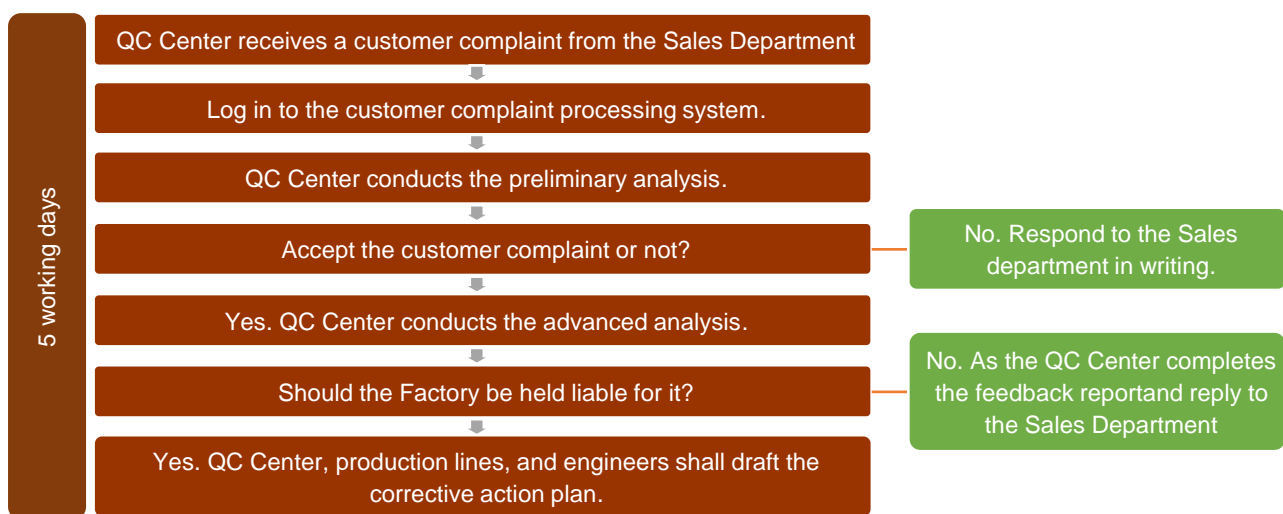 5 working days
QC Center receives a customer complaint from the Sales Department
Log in to the customer complaint processing system.
QC Center conducts the preliminary analysis.
Accept the customer complaint or not?
No. Respond to the Sales
department in writing.
Yes. QC Center conducts the advanced analysis.
Should the Factory be held liable for it?
No. As the QC Center completes
the feedback reportand reply to
the Sales Department
Yes. QC Center, production lines, and engineers shall draft the
corrective action plan.